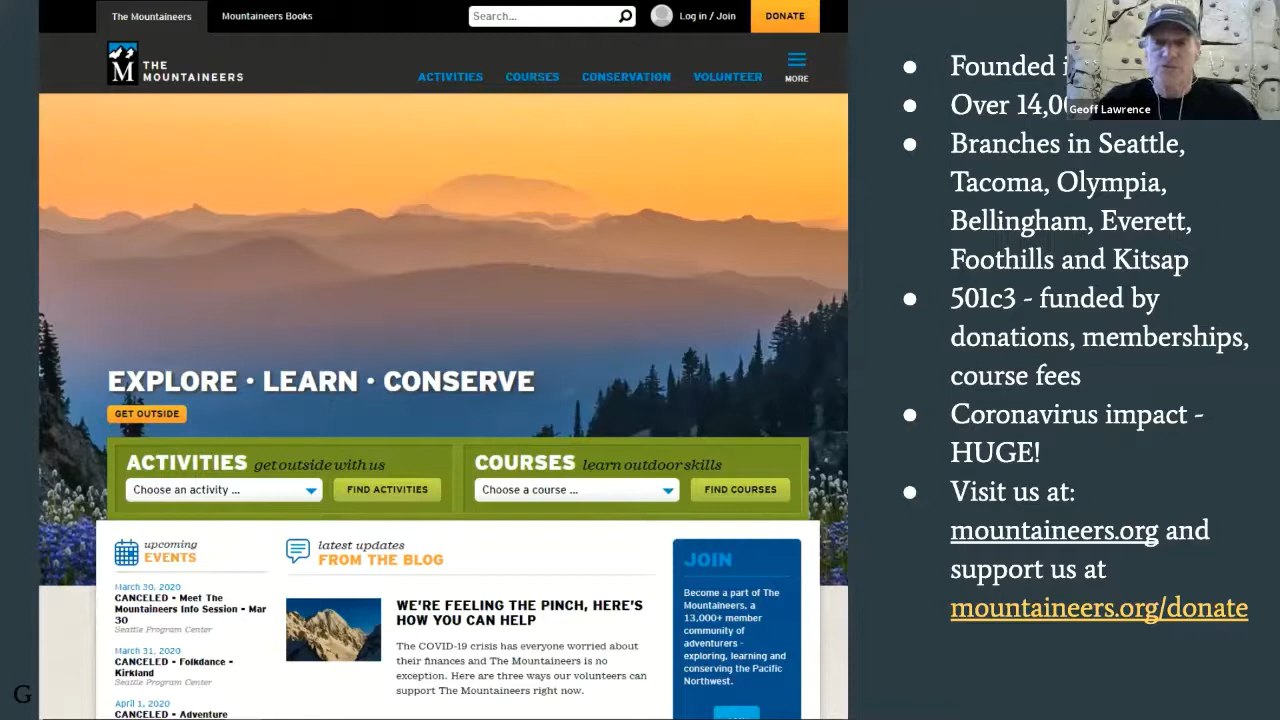 The Mountaineers
Mountaineers Books
Search...
Log in / Join
DONATE
M THE
MOUNTAINEERS
ACTIVITIES
COURSES
CONSERVATION
VOLUNTEER
MORE
EXPLORE · LEARN · CONSERVE
GET OUTSIDE
ACTIVITIES get outside with us
Choose an activity ...
FIND ACTIVITIES
COURSES learn outdoor skills
Choose a course ...
FIND COURSES
upcoming
EVENTS
March 30, 2020
CANCELED - Meet The
Mountaineers Info Session - Mar
30
Seattle Program Center
March 31, 2020
CANCELED - Folkdance -
Kirkland
Seattle Program Center
April 1, 2020
CANCELED - Adventure
latest updates
FROM THE BLOG
WE'RE FEELING THE PINCH, HERE'S
HOW YOU CAN HELP
The COVID-19 crisis has everyone worried about
their finances and The Mountaineers is no
exception. Here are three ways our volunteers can
support The Mountaineers right now.
JOIN
Become a part of The
Mountaineers, a
13,000+ member
community of
adventurers -
exploring, learning and
conserving the Pacific
Northwest.
● Founded
● Over 14,00
Geoff Lawrence
● Branches in Seattle,
Tacoma, Olympia,
Bellingham, Everett,
Foothills and Kitsap
● 501c3 - funded by
donations, memberships,
course fees
● Coronavirus impact -
HUGE!
● Visit us at:
mountaineers.org and
support us at
mountaineers.org/donate
G